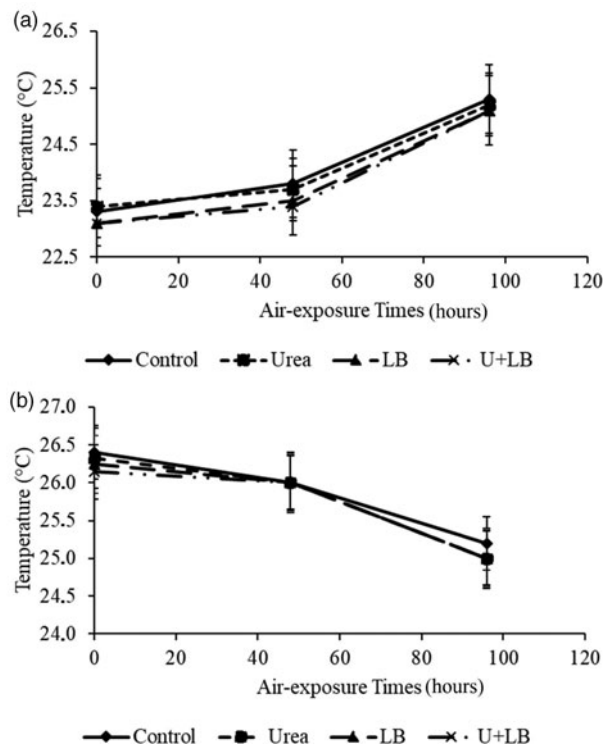 (a)
26.5
25.5
24.5
23.5
22.5
Temperature (°C)
0 20 40 60 80 100 120
Air-exposure Times (hours)
Control Urea LB U+LB
(b)
27.0
26.5
26.0
25.5
25.0
24.5
24.0
Temperature (°C)
0 20 40 60 80 100 120
Air-exposure Times (hours)
Control Urea LB U+LB